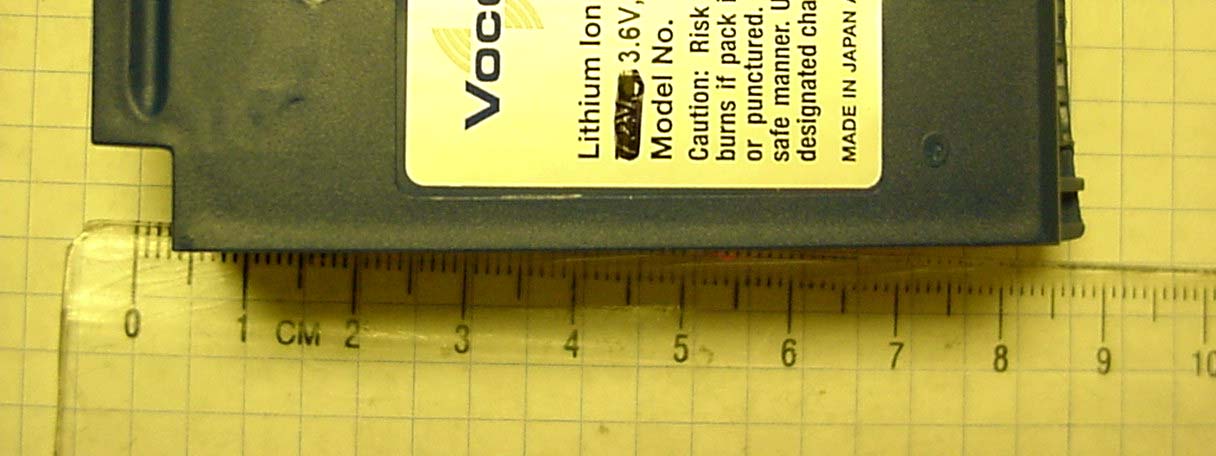 Voc
Lithium Ion
3.6V,
Model No.
Caution: Risk
burns if pack i
or punctured.
safe manner. U
designated cha
MADE IN JAPAN A
0 1 CM 2 3 4 5 6 7 8 9 10